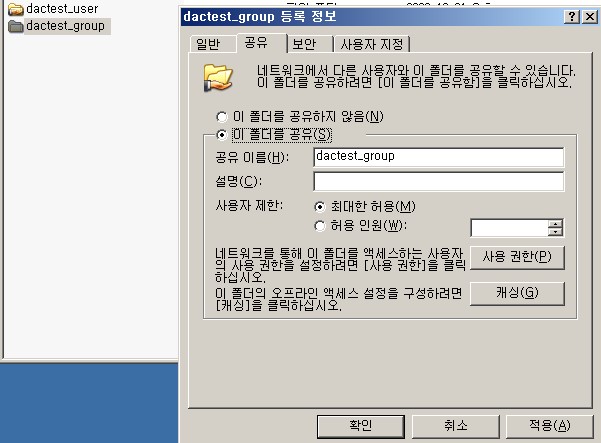 dactest_user
dactest_group
dactest_group 등록 정보
일반
공유
보안
사용자 지정
네트워크에서 다른 사용자와 이 폴더를 공유할 수 있습니다.
이 폴더를 공유하려면 [이 폴더를 공유함]을 클릭하십시오.
이 폴더를 공유하지 않음(N)
이 폴더를 공유(S)
공유 이름(H):
dactest_group
설명(C):
사용자 제한:
최대한 허용(M)
허용 인원(W):
네트워크를 통해 이 폴더를 액세스하는 사용자
의 사용 권한을 설정하려면 [사용 권한]을 클릭
하십시오.
사용 권한(P)
이 폴더의 오프라인 액세스 설정을 구성하려면
[캐싱]을 클릭하십시오.
캐싱(G)
확인
취소
적용(A)